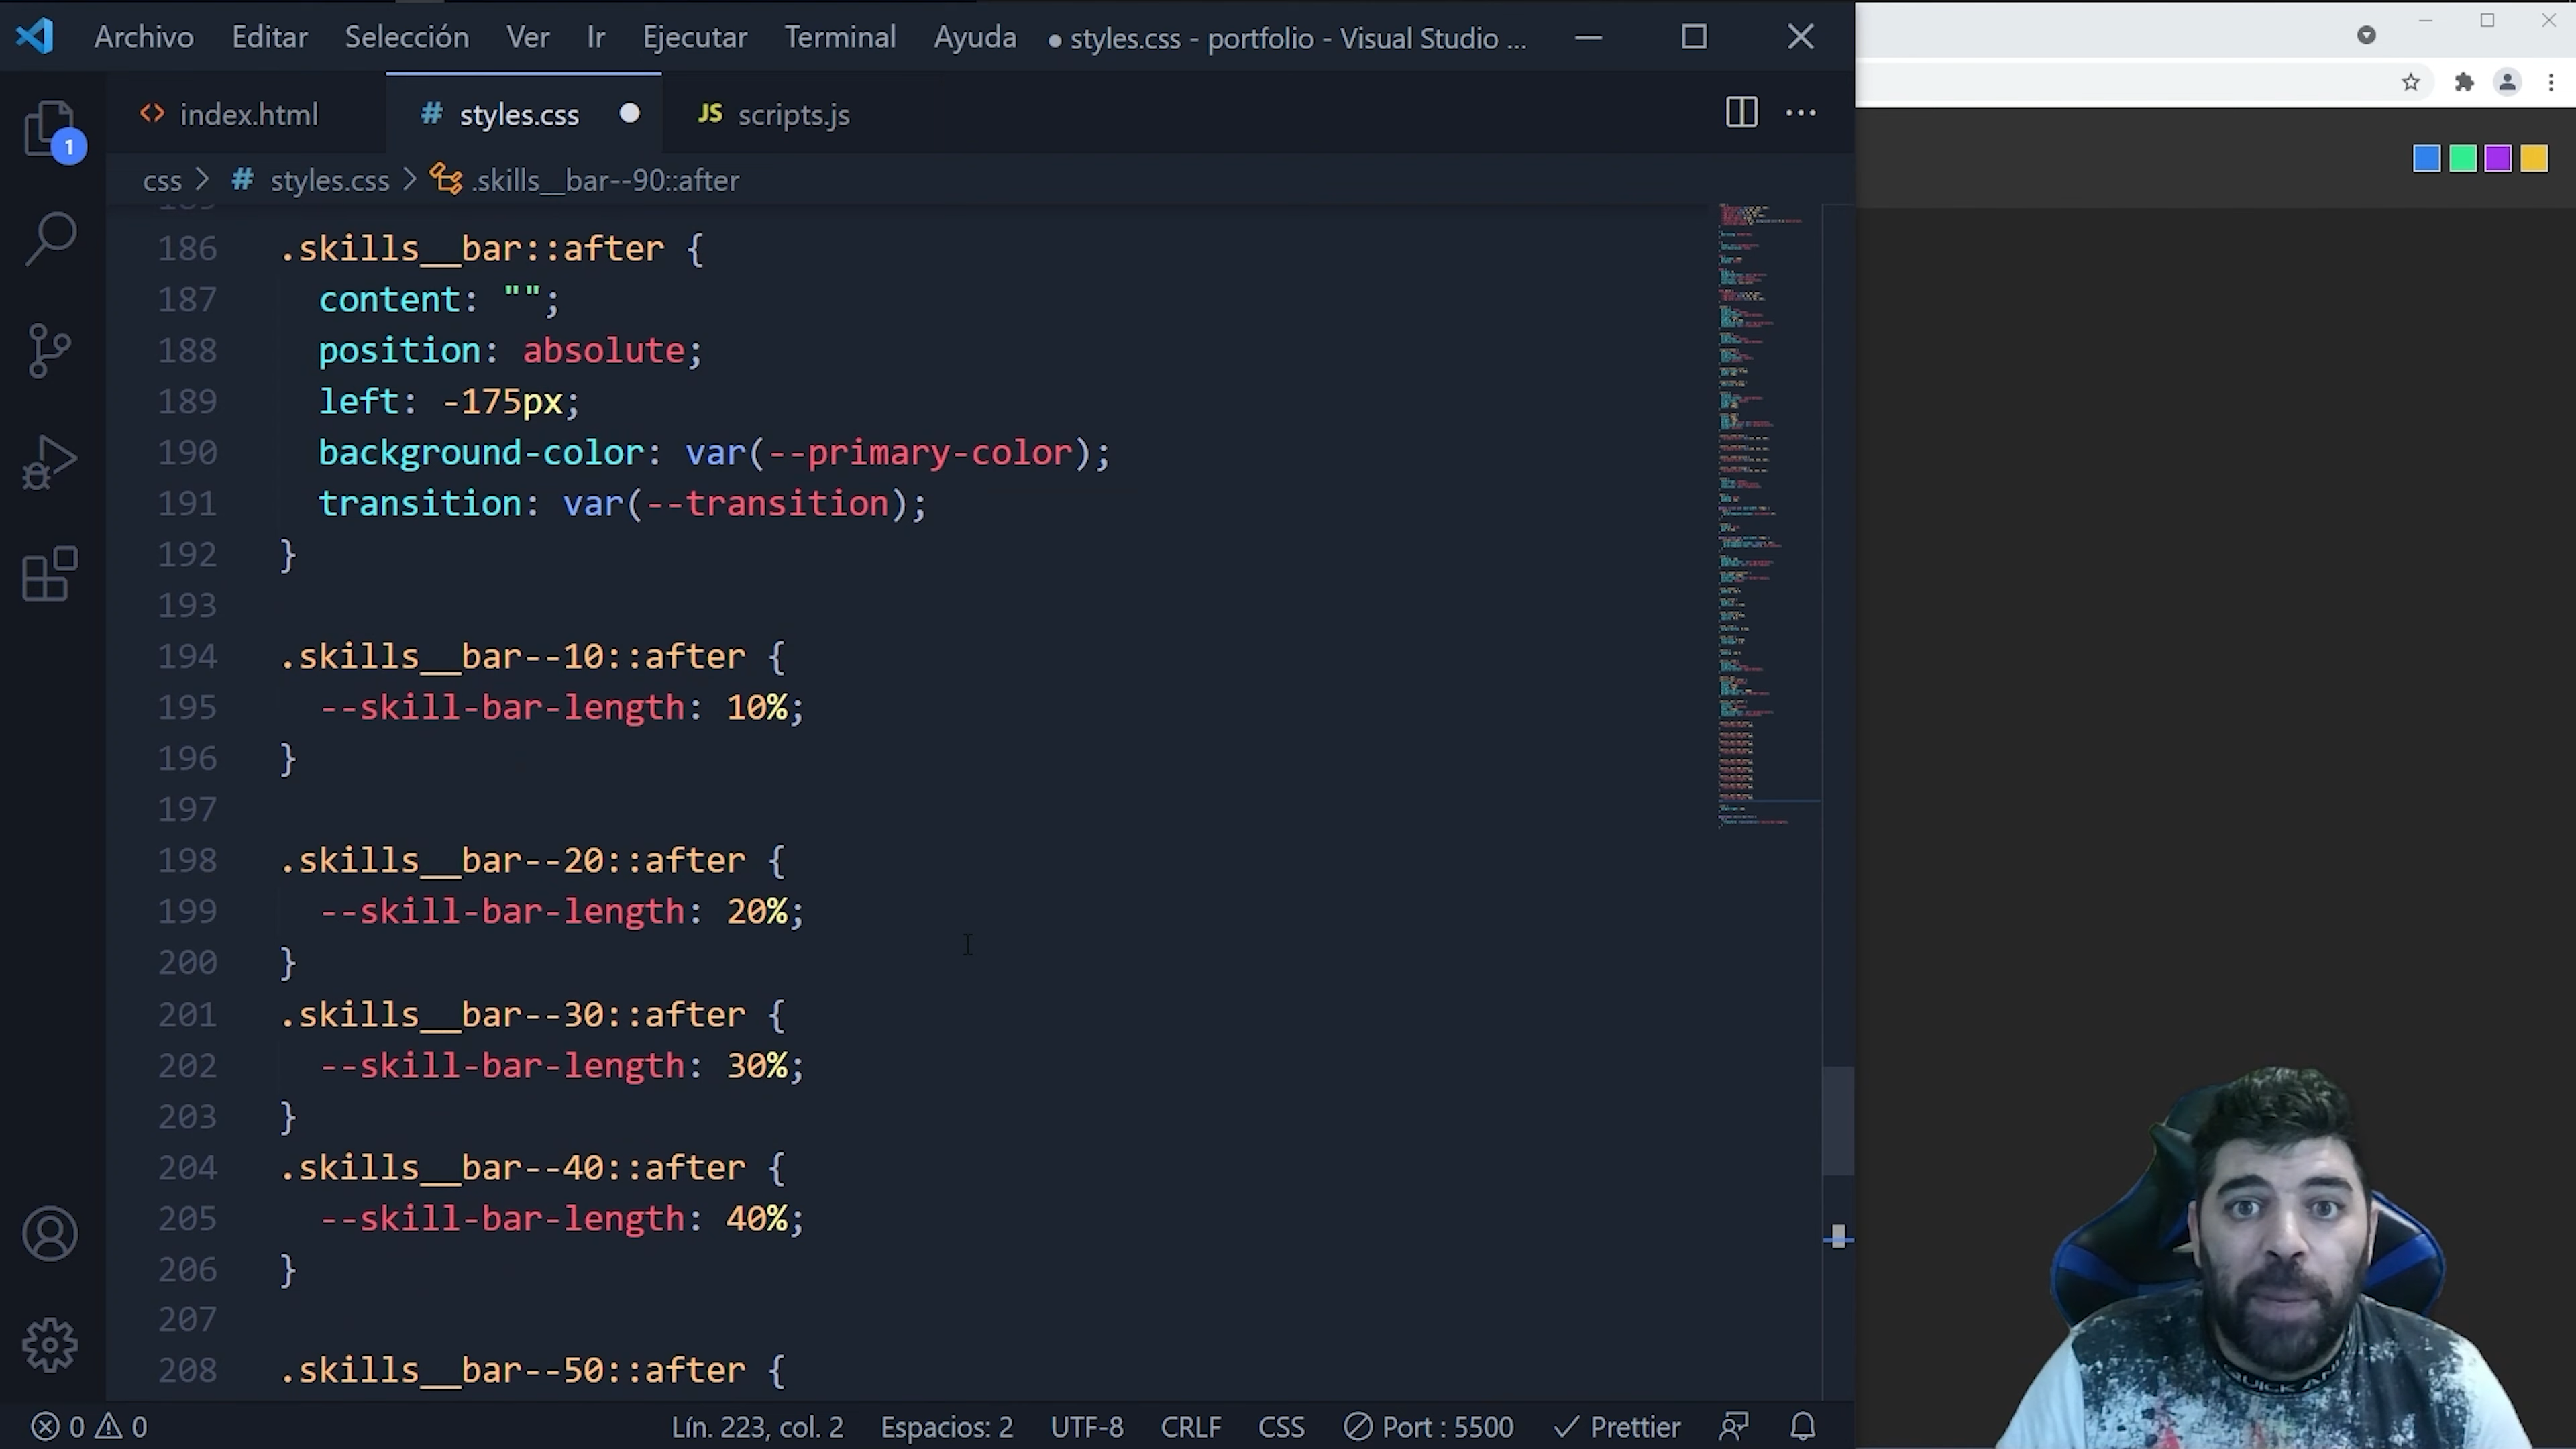 Archivo Editar Selección Ver Ir Ejecutar Terminal Ayuda ● styles.css - portfolio - Visual Studio ...
<> index.html # styles.css JS scripts.js ...
1
css > # styles.css > .skills__bar--90::after
186 .skills__bar::after {
187 content: "";
188 position: absolute;
189 left: -175px;
190 background-color: var(--primary-color);
191 transition: var(--transition);
192 }
193
194 .skills__bar--10::after {
195 --skill-bar-length: 10%;
196 }
197
198 .skills__bar--20::after {
199 --skill-bar-length: 20%;
200 }
201 .skills__bar--30::after {
202 --skill-bar-length: 30%;
203 }
204 .skills__bar--40::after {
205 --skill-bar-length: 40%;
206 }
207
208 .skills__bar--50::after {
0 0 Lín. 223, col. 2 Espacios: 2 UTF-8 CRLF CSS Port : 5500 Prettier